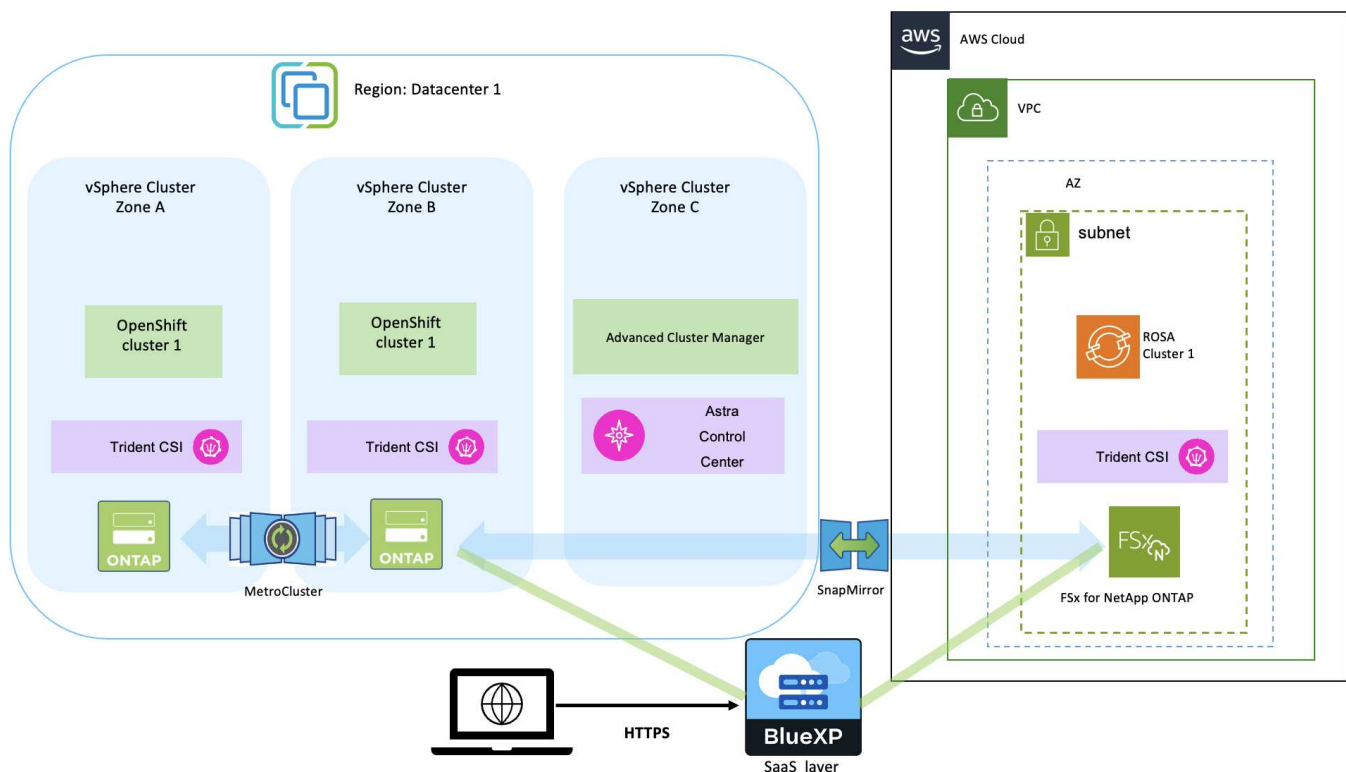 aws
AWS Cloud
Region: Datacenter 1
VPC
vSphere Cluster
Zone A
vSphere Cluster
Zone B
vSphere Cluster
Zone C
AZ
subnet
OpenShift
cluster 1
OpenShift
cluster 1
Advanced Cluster Manager
ROSA
Cluster 1
Trident CSI
Trident CSI
Astra
Control
Center
Trident CSI
ONTAP
ONTAP
FSx
N
MetroCluster
SnapMirror
FSx for NetApp ONTAP
HTTPS
BlueXP
SaaS layer